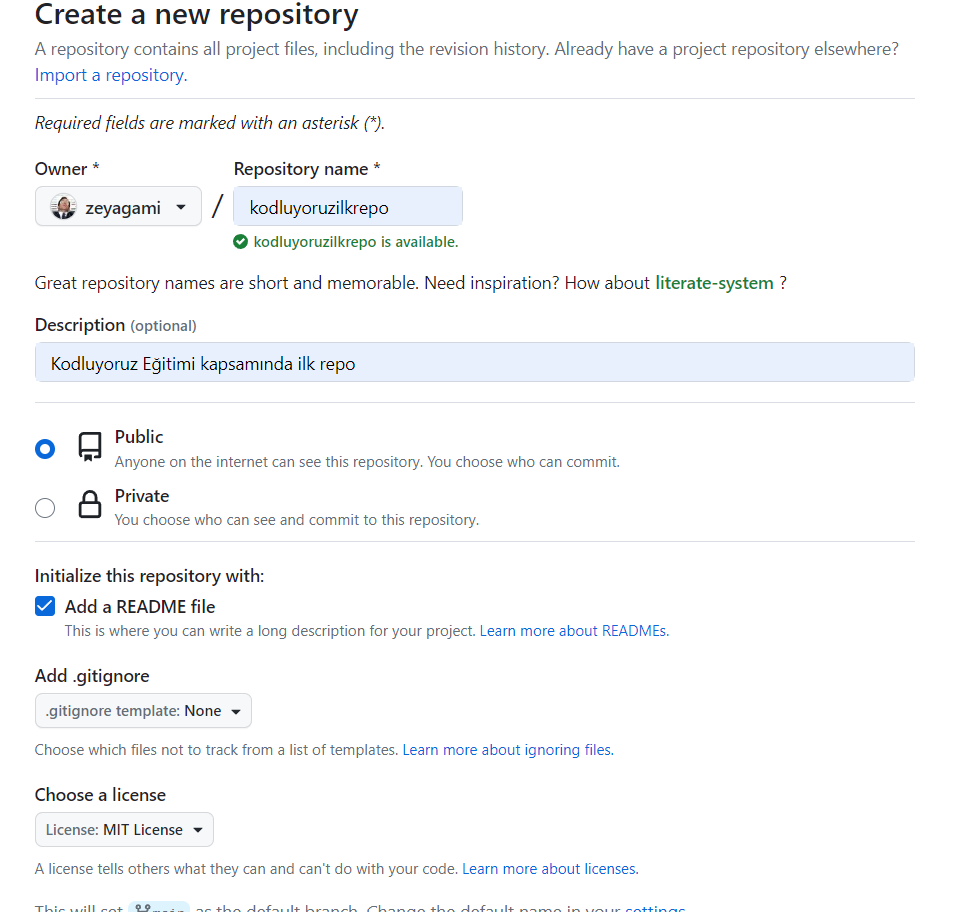 Create a new repository
A repository contains all project files, including the revision history. Already have a project repository elsewhere?
Import a repository.
Required fields are marked with an asterisk (*).
Owner * Repository name *
zeyagami / kodluyoruzilkrepo
kodluyoruzilkrepo is available.
Great repository names are short and memorable. Need inspiration? How about literate-system ?
Description (optional)
Kodluyoruz Eğitimi kapsamında ilk repo
Public
Anyone on the internet can see this repository. You choose who can commit.
Private
You choose who can see and commit to this repository.
Initialize this repository with:
Add a README file
This is where you can write a long description for your project. Learn more about READMEs.
Add .gitignore
.gitignore template: None
Choose which files not to track from a list of templates. Learn more about ignoring files.
Choose a license
License: MIT License
A license tells others what they can and can't do with your code. Learn more about licenses.
This will set main as the default branch. Change the default name in your settings.